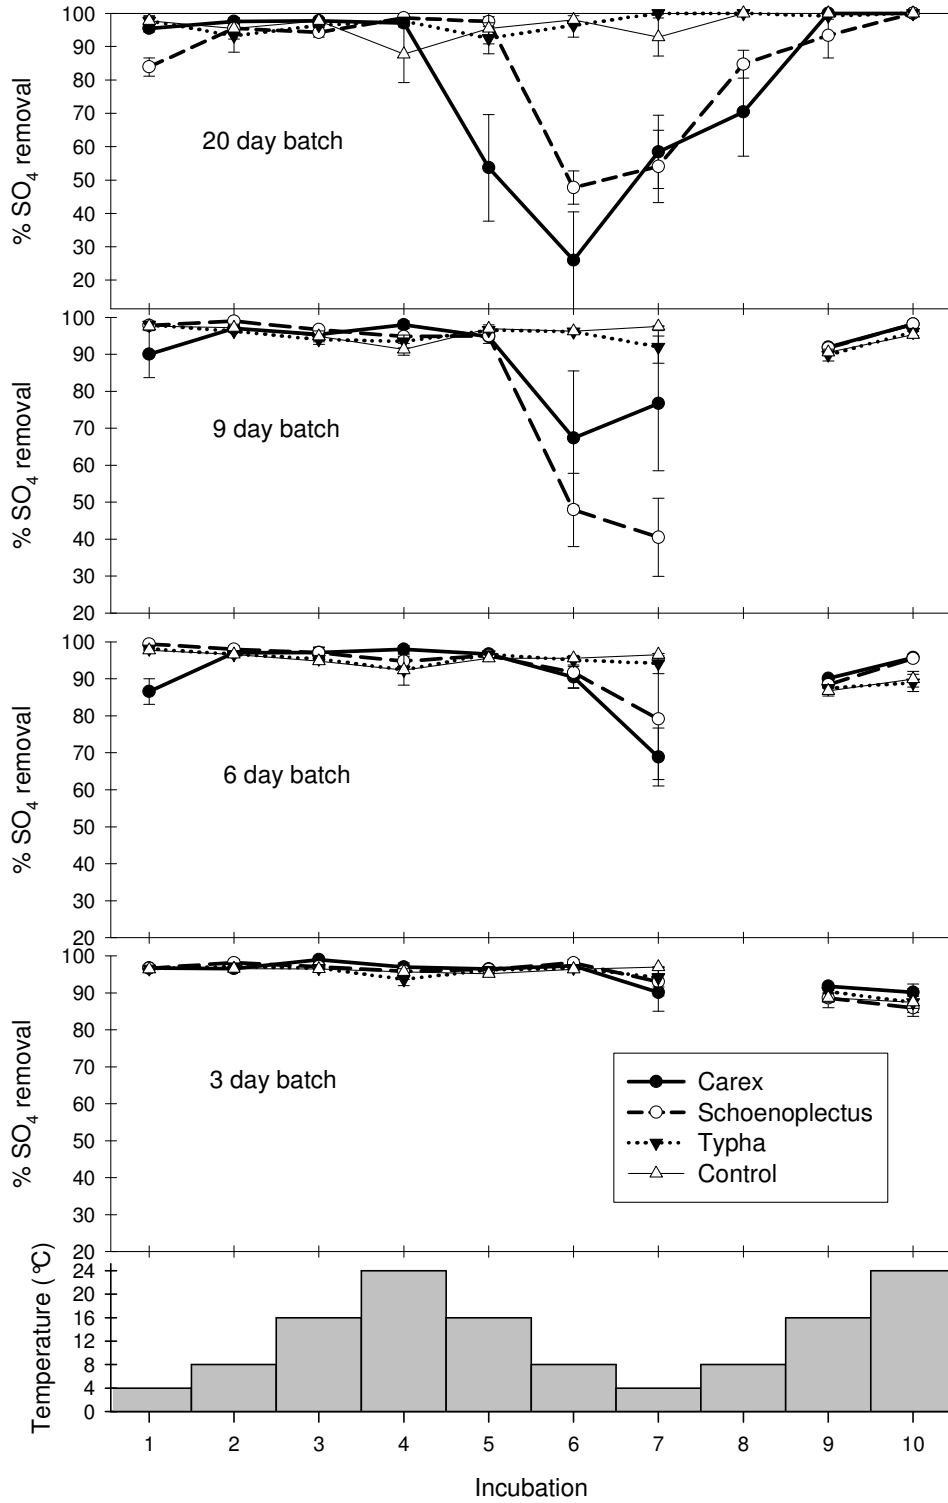 100
90
80
70
60
50
40
30
20
% SO4 removal
20 day batch
100
90
80
70
60
50
40
30
20
% SO4 removal
9 day batch
100
90
80
70
60
50
40
30
20
% SO4 removal
6 day batch
100
90
80
70
60
50
40
30
20
% SO4 removal
3 day batch
Carex
Schoenoplectus
Typha
Control
24
20
16
12
8
4
0
Temperature (°C)
1 2 3 4 5 6 7 8 9 10
Incubation